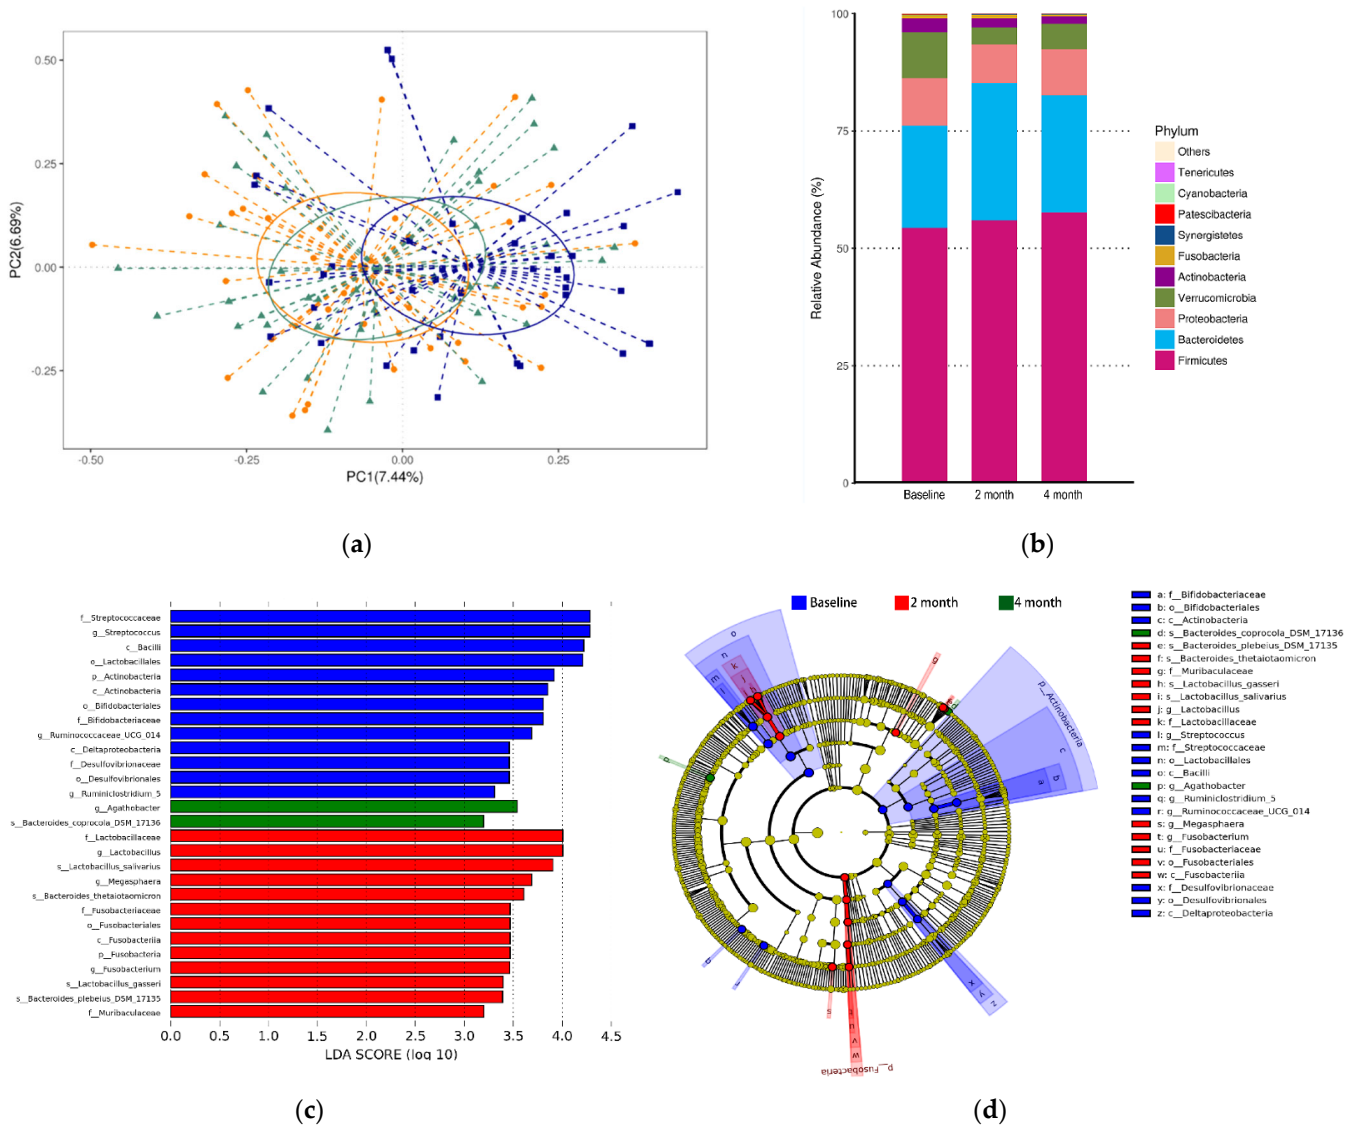 0.50
0.25
0.00
-0.25
PC2(6.69%)
-0.50
-0.25
0.00
0.25
PC1(7.44%)
(a)
100
75
50
25
0
Relative Abundance (%)
Baseline
2 month
4 month
Phylum
Others
Tenericutes
Cyanobacteria
Patescibacteria
Synergistetes
Fusobacteria
Actinobacteria
Verrucomicrobia
Proteobacteria
Bacteroidetes
Firmicutes
(b)
f__Streptococcaceae
g__Streptococcus
c__Bacilli
o__Lactobacillales
p__Actinobacteria
c__Actinobacteria
o__Bifidobacteriales
f__Bifidobacteriaceae
g__Ruminococcaceae_UCG_014
c__Deltaproteobacteria
f__Desulfovibrionaceae
o__Desulfovibrionales
g__Ruminiclostridium_5
g__Agathobacter
s__Bacteroides_coprocola_DSM_17136
f__Lactobacillaceae
g__Lactobacillus
s__Lactobacillus_salivarius
g__Megasphaera
s__Bacteroides_thetaiotaomicron
f__Fusobacteriaceae
o__Fusobacteriales
c__Fusobacteriia
p__Fusobacteria
g__Fusobacterium
s__Lactobacillus_gasseri
s__Bacteroides_plebeius_DSM_17135
f__Muribaculaceae
0.0 0.5 1.0 1.5 2.0 2.5 3.0 3.5 4.0 4.5
LDA SCORE (log 10)
(c)
Baseline 2 month 4 month
o
n
m
l
k
j
g
p__Actinobacteria
c
b
a
p
q
r
s
u
v
w
p__Fusobacteria
x
y
z
a: f__Bifidobacteriaceae
b: o__Bifidobacteriales
c: c__Actinobacteria
d: s__Bacteroides_coprocola_DSM_17136
e: s__Bacteroides_plebeius_DSM_17135
f: s__Bacteroides_thetaiotaomicron
g: f__Muribaculaceae
h: s__Lactobacillus_gasseri
i: s__Lactobacillus_salivarius
j: g__Lactobacillus
k: f__Lactobacillaceae
l: g__Streptococcus
m: f__Streptococcaceae
n: o__Lactobacillales
o: c__Bacilli
p: g__Agathobacter
q: g__Ruminiclostridium_5
r: g__Ruminococcaceae_UCG_014
s: g__Megasphaera
t: g__Fusobacterium
u: f__Fusobacteriaceae
v: o__Fusobacteriales
w: c__Fusobacteriia
x: f__Desulfovibrionaceae
y: o__Desulfovibrionales
z: c__Deltaproteobacteria
(d)